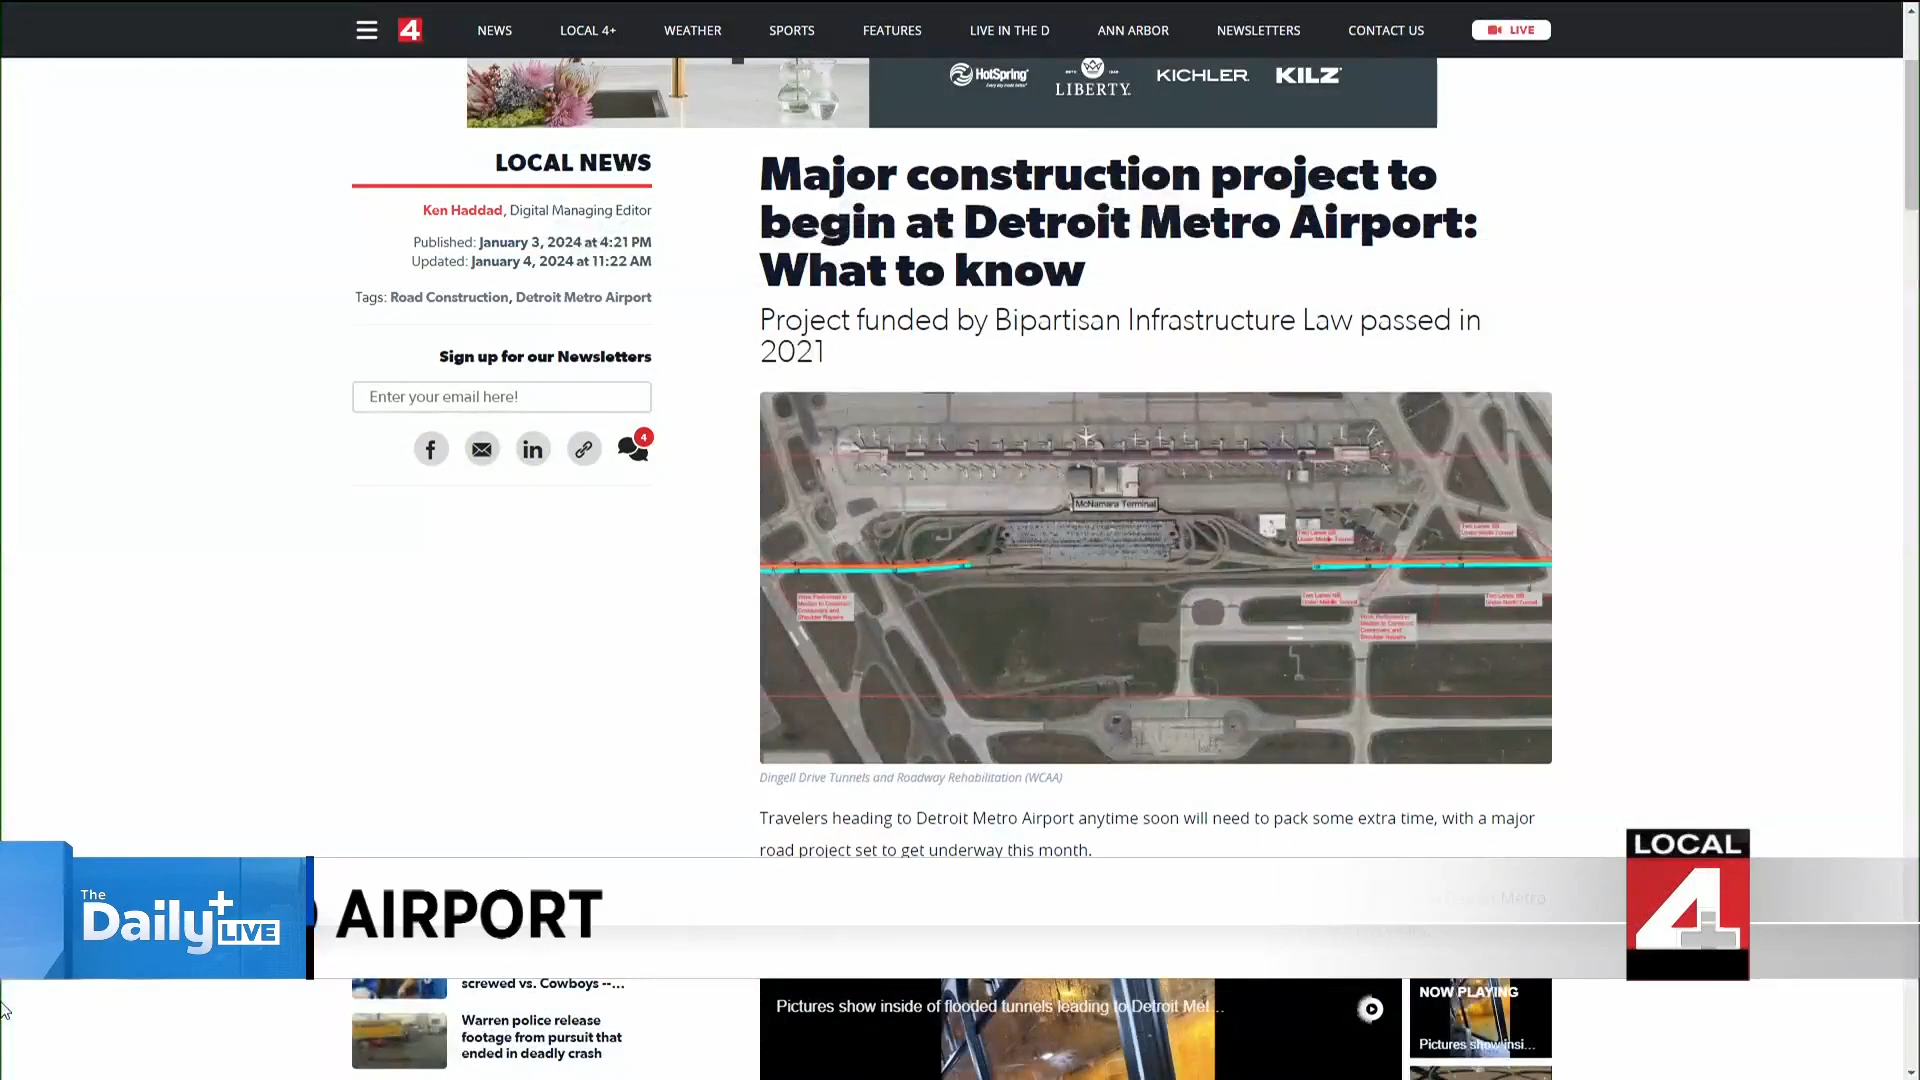 4
NEWS
LOCAL 4+
WEATHER
SPORTS
FEATURES
LIVE IN THE D
ANN ARBOR
NEWSLETTERS
CONTACT US
LIVE
HotSpring
LIBERTY
KICHLER
KILZ
LOCAL NEWS
Ken Haddad, Digital Managing Editor
Published: January 3, 2024 at 4:21 PM
Updated: January 4, 2024 at 11:22 AM
Tags: Road Construction, Detroit Metro Airport
Sign up for our Newsletters
Enter your email here!
4
Major construction project to
begin at Detroit Metro Airport:
What to know
Project funded by Bipartisan Infrastructure Law passed in
2021
McNamara Terminal
Dingell Drive Tunnels and Roadway Rehabilitation (WCAA)
Travelers heading to Detroit Metro Airport anytime soon will need to pack some extra time, with a major
road project set to get underway this month.
The
Daily+
LIVE
AIRPORT
LOCAL
4
screwed vs. Cowboys --...
Warren police release
footage from pursuit that
ended in deadly crash
Pictures show inside of flooded tunnels leading to Detroit Met...
NOW PLAYING
Pictures show insi...